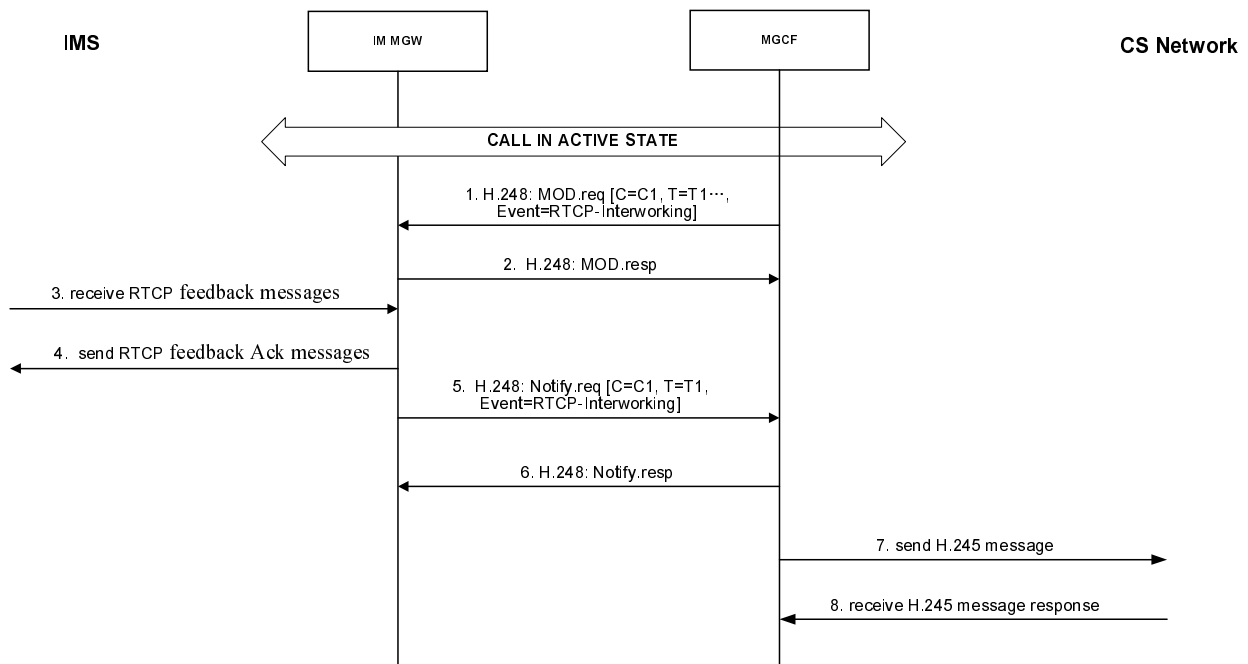 IMS
IM MGW
MGCF
CS Network
CALL IN ACTIVE STATE
1. H.248: MOD.req [C=C1, T=T1…,
Event=RTCP-Interworking]
2. H.248: MOD.resp
3. receive RTCP feedback messages
4. send RTCP feedback Ack messages
5. H.248: Notify.req [C=C1, T=T1,
Event=RTCP-Interworking]
6. H.248: Notify.resp
7. send H.245 message
8. receive H.245 message response